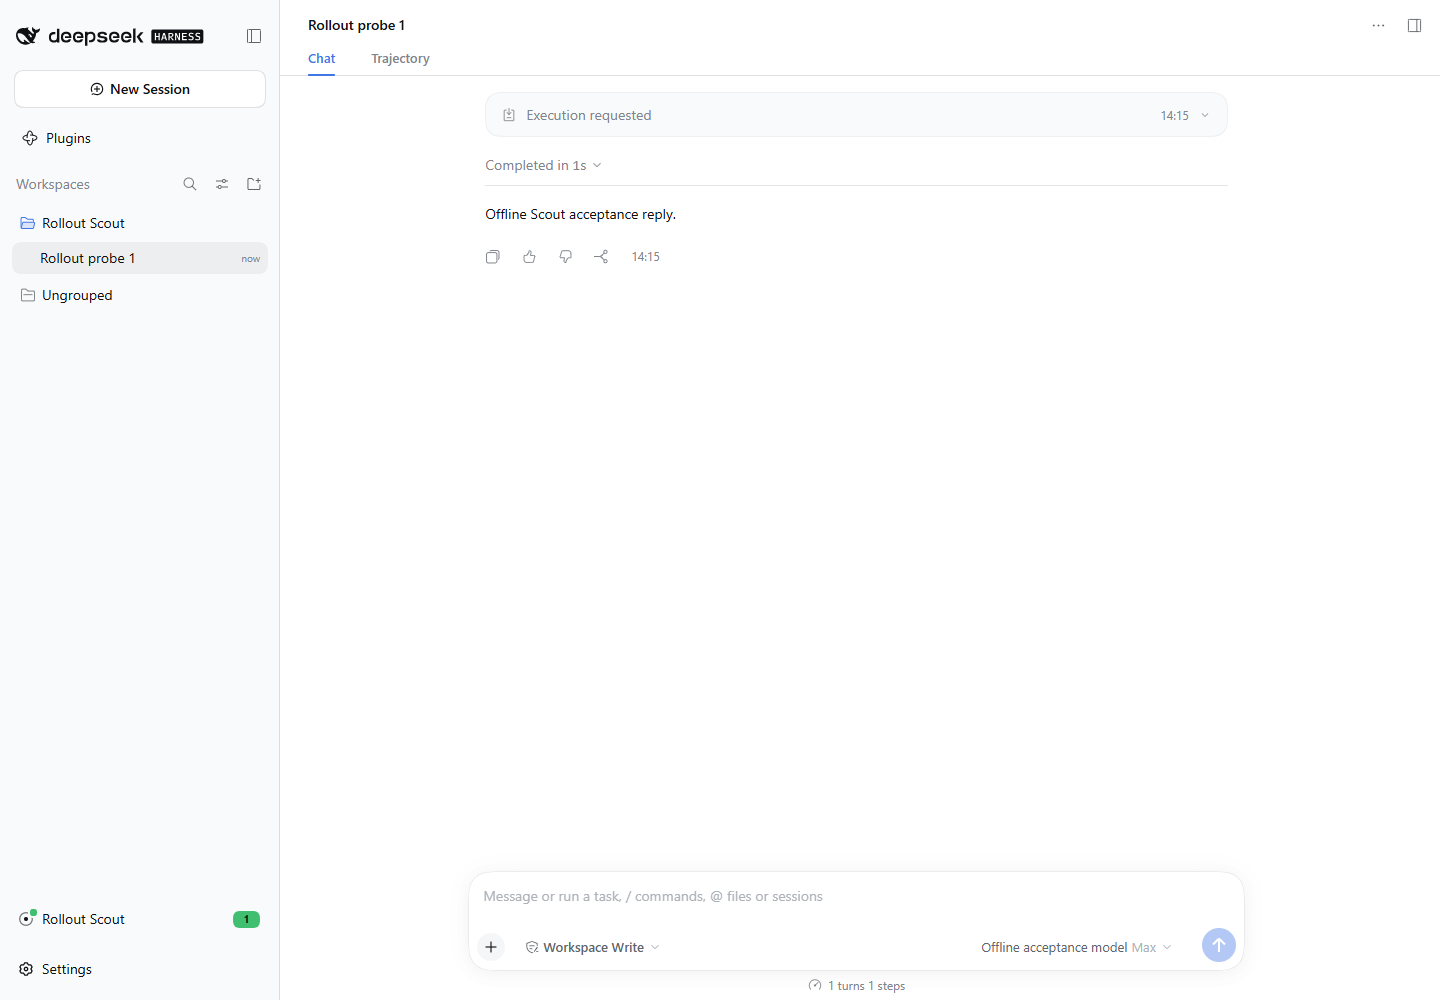 deepseek HARNESS
New Session
Plugins
Workspaces
Rollout Scout
Rollout probe 1 now
Ungrouped
Rollout Scout 1
Settings
Rollout probe 1
Chat Trajectory
Execution requested 14:15
Completed in 1s
Offline Scout acceptance reply.
14:15
Message or run a task, / commands, @ files or sessions
Workspace Write Offline acceptance model Max
1 turns 1 steps